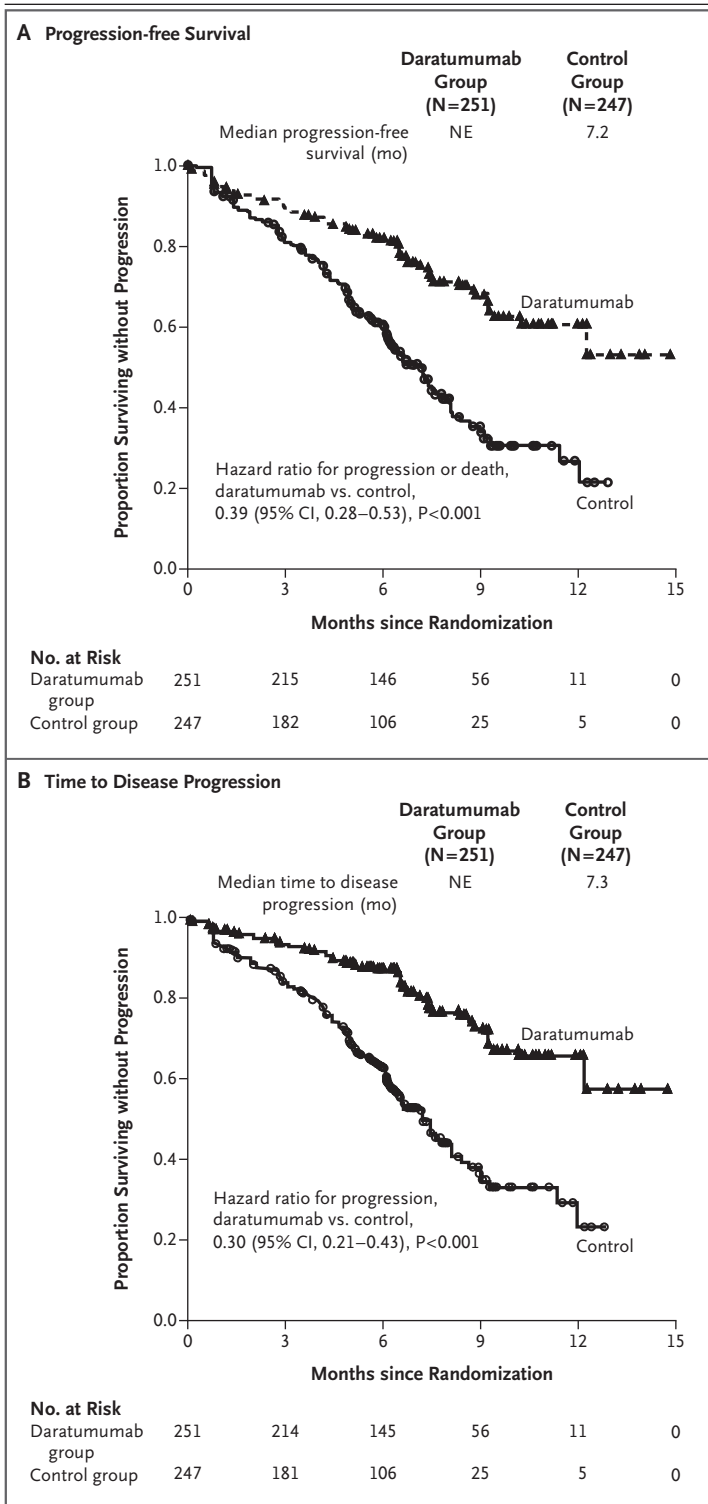 A Progression-free Survival
Daratumumab Group (N=251)
Control Group (N=247)
Median progression-free survival (mo)
NE
7.2
Proportion Surviving without Progression
1.0
0.8
0.6
0.4
0.2
0.0
Daratumumab
Control
Hazard ratio for progression or death,
daratumumab vs. control,
0.39 (95% CI, 0.28–0.53), P<0.001
0 3 6 9 12 15
Months since Randomization
No. at Risk
Daratumumab group 251 215 146 56 11 0
Control group 247 182 106 25 5 0
B Time to Disease Progression
Daratumumab Group (N=251)
Control Group (N=247)
Median time to disease progression (mo)
NE
7.3
Proportion Surviving without Progression
1.0
0.8
0.6
0.4
0.2
0.0
Daratumumab
Control
Hazard ratio for progression,
daratumumab vs. control,
0.30 (95% CI, 0.21–0.43), P<0.001
0 3 6 9 12 15
Months since Randomization
No. at Risk
Daratumumab group 251 214 145 56 11 0
Control group 247 181 106 25 5 0